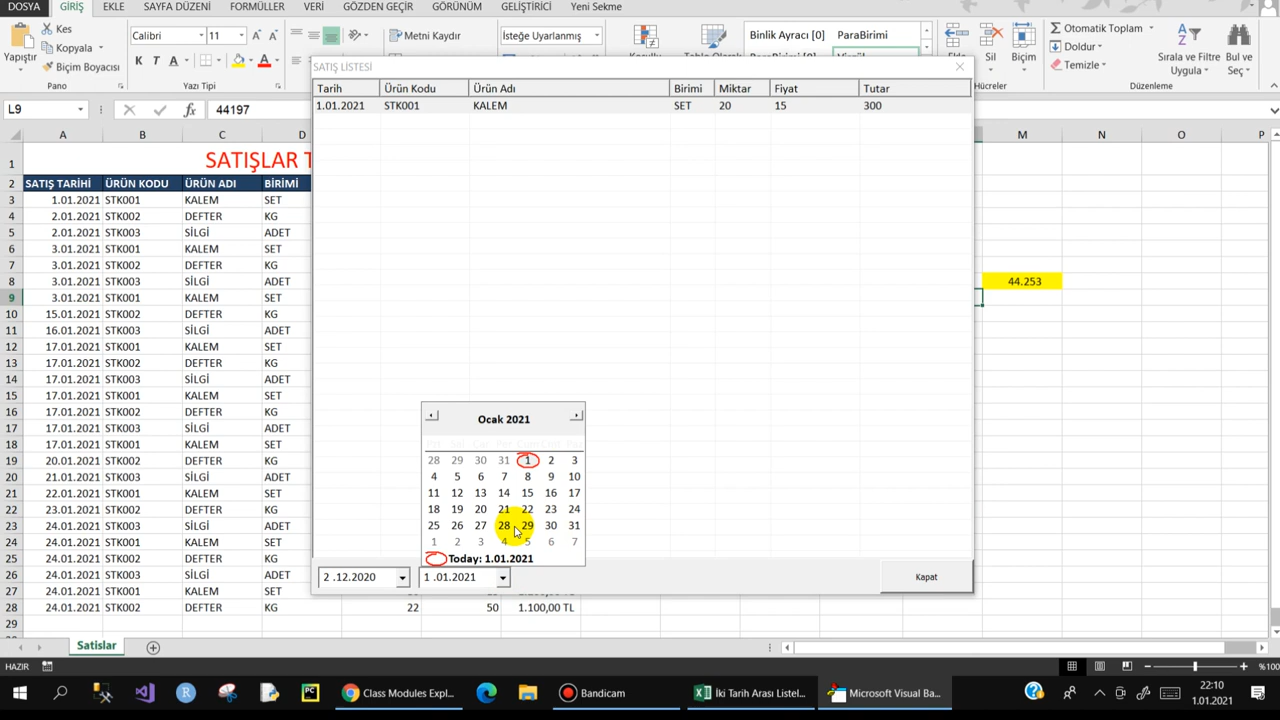 DOSYA GİRİŞ EKLE SAYFA DÜZENİ FORMÜLLER VERİ GÖZDEN GEÇİR GÖRÜNÜM GELİŞTİRİCİ Yeni Sekme
Kes Calibri 11 Metni Kaydır İsteğe Uyarlanmış Binlik Ayıracı [0] ParaBirimi Otomatik Toplam
Kopyala Doldur
Yapıştır Biçim Boyacısı Ekle Sil Biçim Temizle Sırala ve Filtre Uygula Bul ve Seç
Pano Yazı Tipi Hücreler Düzenleme
SATIŞ LİSTESİ
Tarih Ürün Kodu Ürün Adı Birimi Miktar Fiyat Tutar
1.01.2021 STK001 KALEM SET 20 15 300
L9 44197
A B C D M N O P
1 SATIŞLAR T
2 SATIŞ TARİHİ ÜRÜN KODU ÜRÜN ADI BİRİMİ
3 1.01.2021 STK001 KALEM SET
4 2.01.2021 STK002 DEFTER KG
5 2.01.2021 STK003 SİLGİ ADET
6 3.01.2021 STK001 KALEM SET
7 3.01.2021 STK002 DEFTER KG
8 3.01.2021 STK003 SİLGİ ADET 44.253
9 3.01.2021 STK001 KALEM SET
10 15.01.2021 STK002 DEFTER KG
11 16.01.2021 STK003 SİLGİ ADET
12 17.01.2021 STK001 KALEM SET
13 17.01.2021 STK002 DEFTER KG
14 17.01.2021 STK003 SİLGİ ADET
15 17.01.2021 STK001 KALEM SET
16 17.01.2021 STK002 DEFTER KG
17 17.01.2021 STK003 SİLGİ ADET
18 17.01.2021 STK001 KALEM SET
19 20.01.2021 STK002 DEFTER KG
20 21.01.2021 STK003 SİLGİ ADET
21 22.01.2021 STK001 KALEM SET
22 23.01.2021 STK002 DEFTER KG
23 24.01.2021 STK003 SİLGİ ADET
24 24.01.2021 STK001 KALEM SET
25 24.01.2021 STK002 DEFTER KG
26 24.01.2021 STK003 SİLGİ ADET
27 24.01.2021 STK001 KALEM SET
28 24.01.2021 STK002 DEFTER KG 22 50 1.100,00 TL
29
Ocak 2021
Pzt Sal Çar Per Cum Cmt Paz
28 29 30 31 1 2 3
4 5 6 7 8 9 10
11 12 13 14 15 16 17
18 19 20 21 22 23 24
25 26 27 28 29 30 31
1 2 3 4 5 6 7
Today: 1.01.2021
2 .12.2020 1 .01.2021 Kapat
Satislar
HAZIR %100
Class Modules Expl... Bandicam İki Tarih Arası Listel... Microsoft Visual Ba... 22:10
1.01.2021